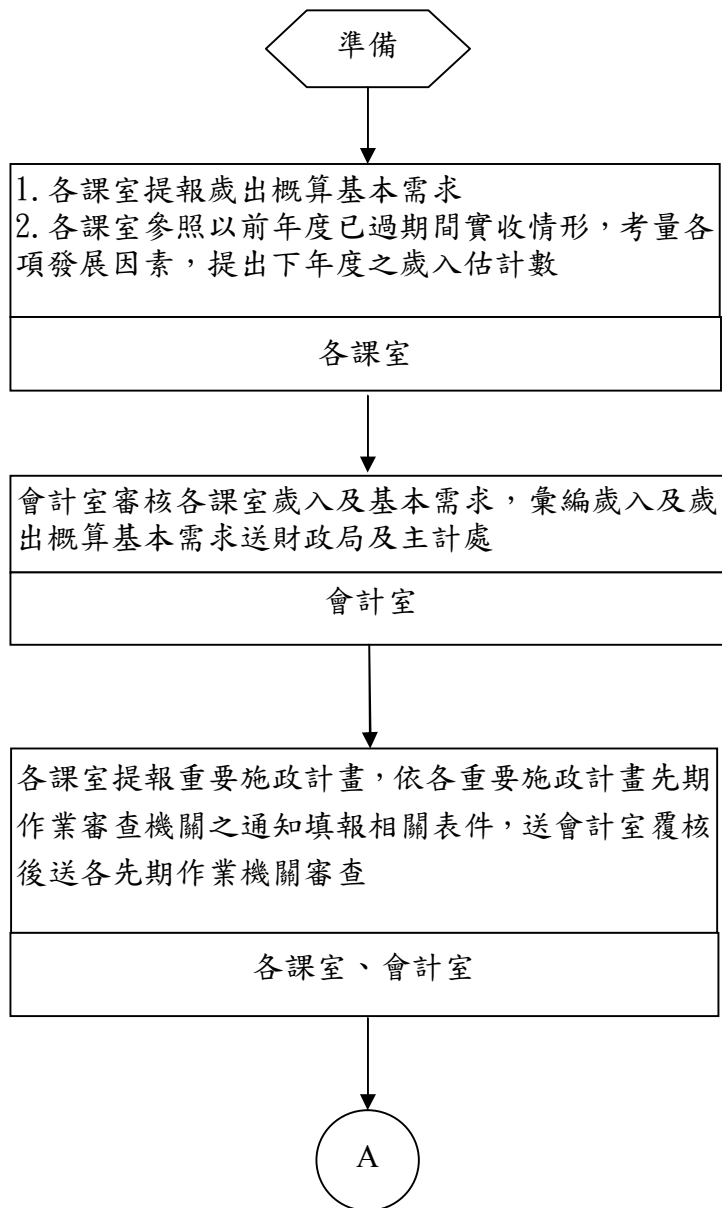 準備
1. 各課室提報歲出概算基本需求
2. 各課室參照以前年度已過期間實收情形，考量各
項發展因素，提出下年度之歲入估計數
各課室
會計室審核各課室歲入及基本需求，彙編歲入及歲
出概算基本需求送財政局及主計處
會計室
各課室提報重要施政計畫，依各重要施政計畫先期
作業審查機關之通知填報相關表件，送會計室覆核
後送各先期作業機關審查
各課室、會計室
A